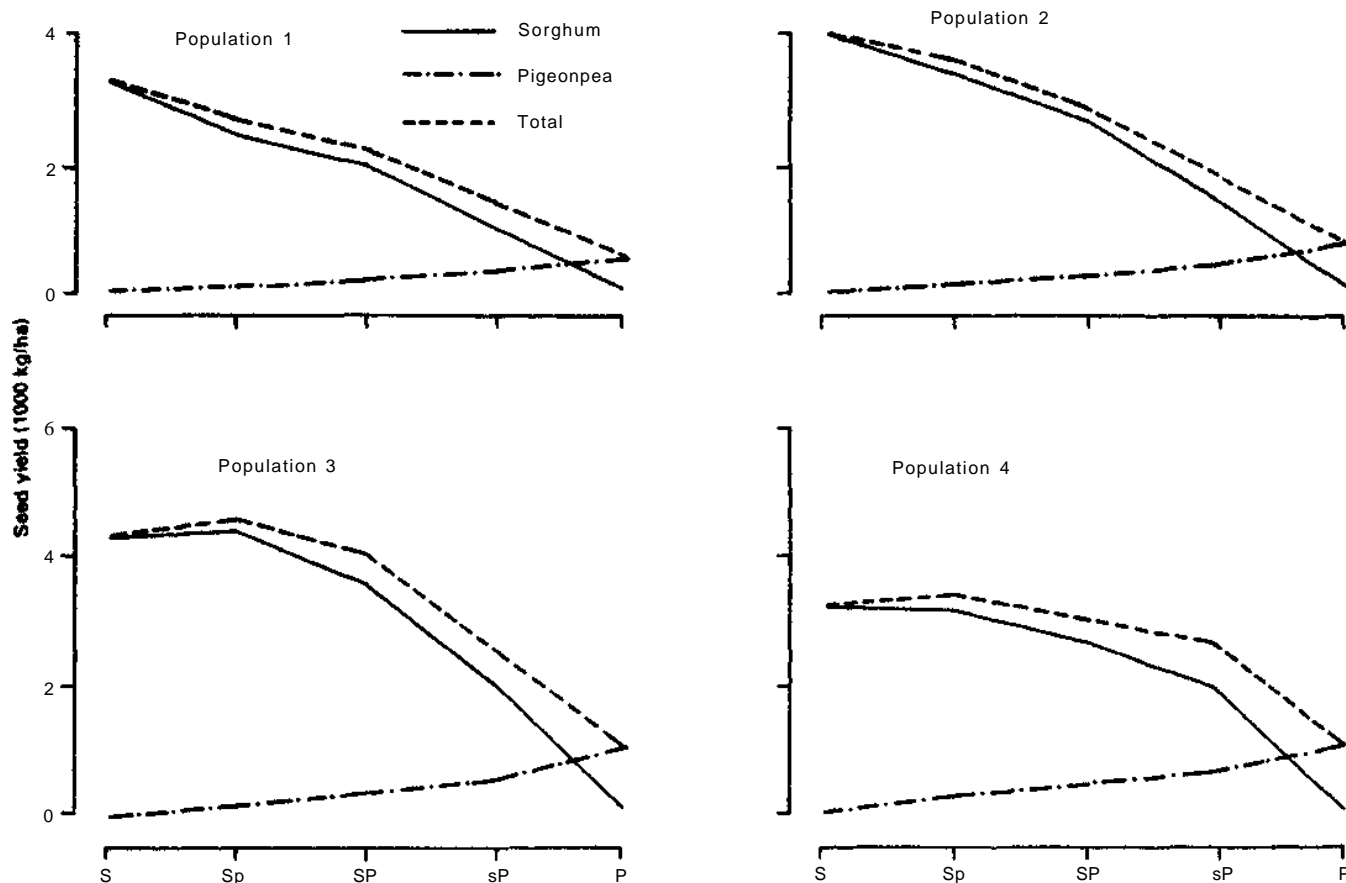 Population 1
Sorghum
Pigeonpea
Total
4
2
0
Population 2
Seed yield (1000 kg/ha)
6
4
2
0
Population 3
Population 4
S Sp SP sP P
S Sp SP sP P